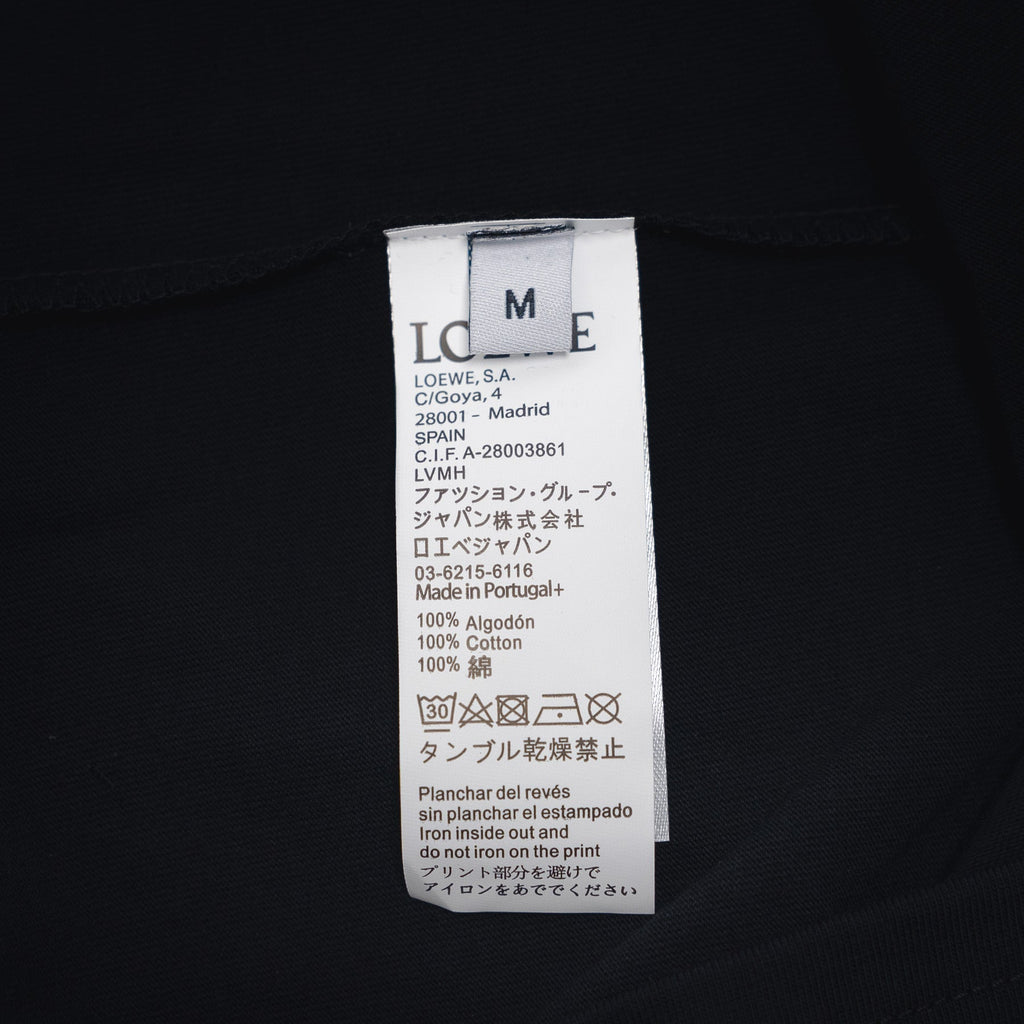 M
LOEWE
LOEWE, S.A.
C/Goya, 4
28001 - Madrid
SPAIN
C.I.F. A-28003861
LVMH
ファツション・グループ・
ジャパン株式会社
ロエベジャパン
03-6215-6116
Made in Portugal+
100% Algodón
100% Cotton
100% 綿
30
タンブル乾燥禁止
Planchar del revés
sin planchar el estampado
Iron inside out and
do not iron on the print
プリント部分を避けて
アイロンをあででください